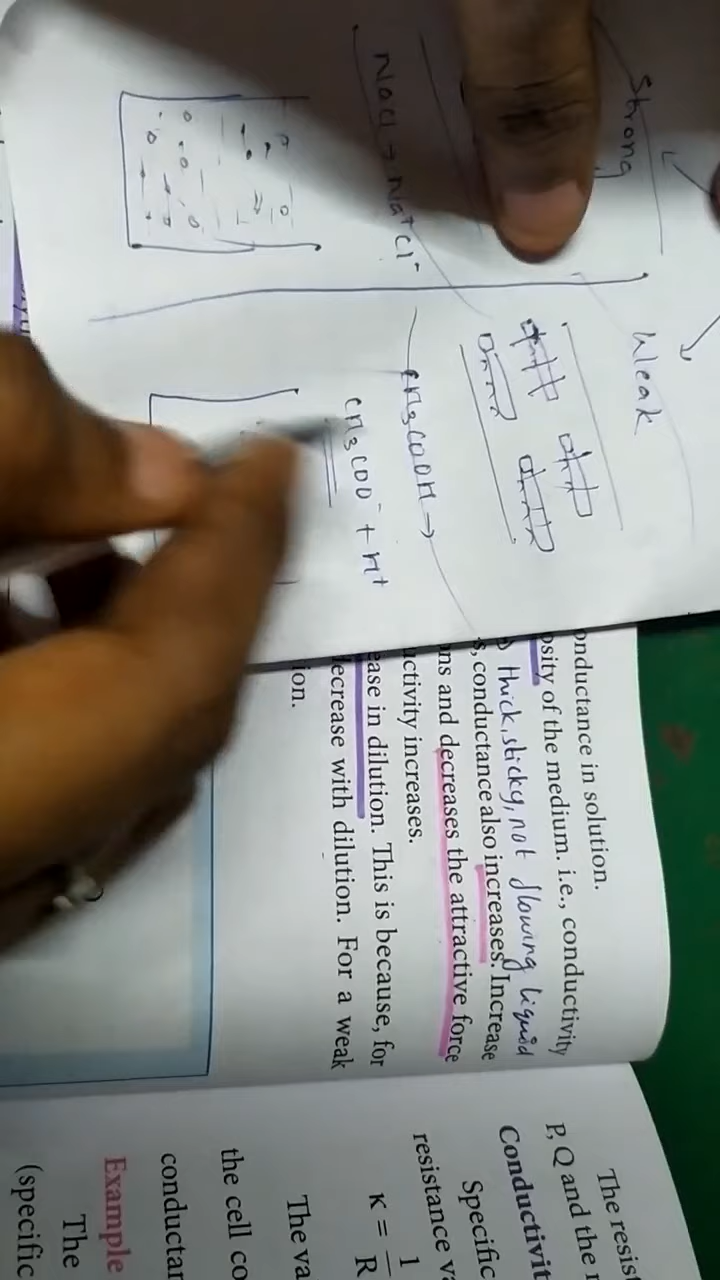 Strong
Weak
NaCl → Na⁺Cl⁻
CH₃COOH →
CH₃COO⁻ + H⁺
onductance in solution.
osity of the medium. i.e., conductivity
thick, sticky, not flowing liquid
s, conductance also increases. Increase
ns and decreases the attractive force
uctivity increases.
ease in dilution. This is because, for
decrease with dilution. For a weak
ion.
The resis
P, Q and the
Conductivit
Specific
resistance va
κ = 1/R
The va
the cell co
conductan
Example
The
(specific